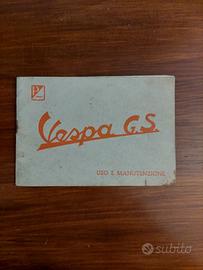 Vespa G.S.
USO E MANUTENZIONE
subito